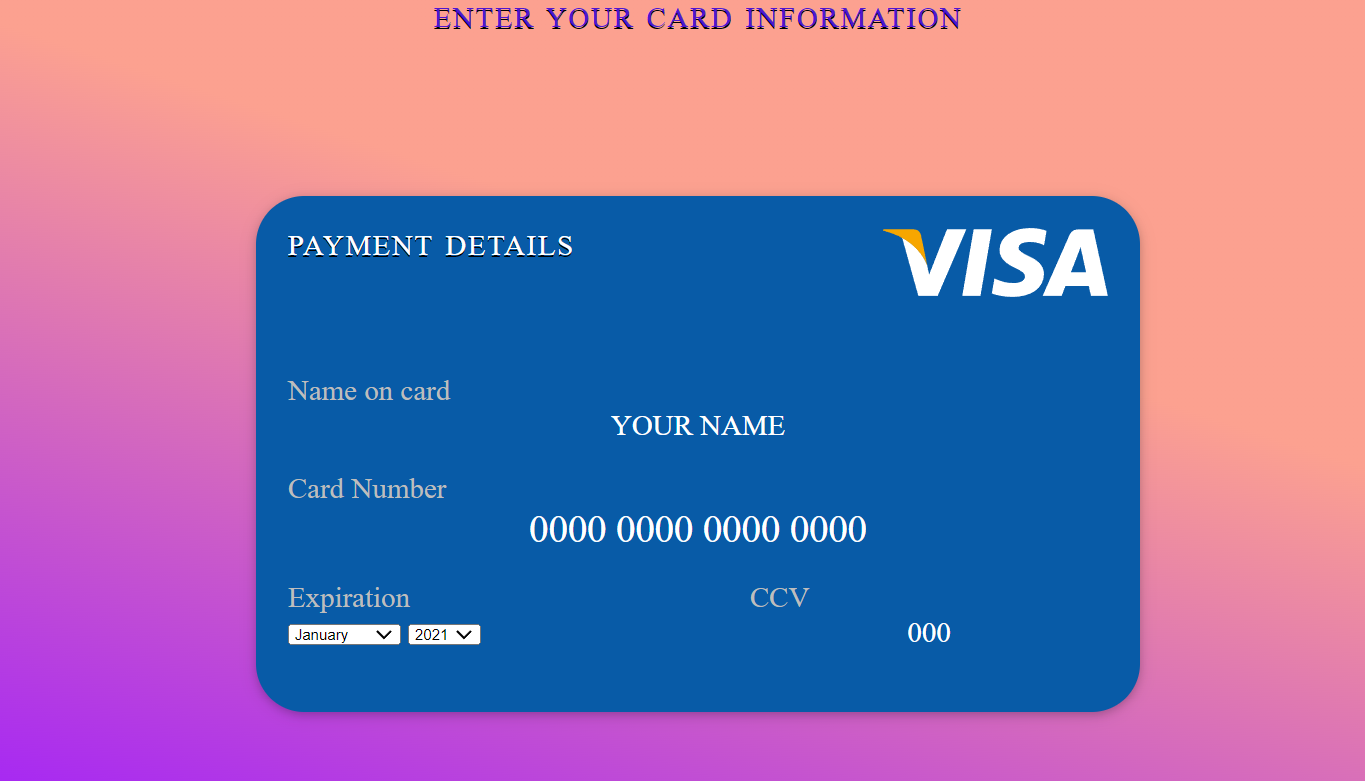 ENTER YOUR CARD INFORMATION
PAYMENT DETAILS
VISA
Name on card
YOUR NAME
Card Number
0000 0000 0000 0000
Expiration CCV
January 2021 000